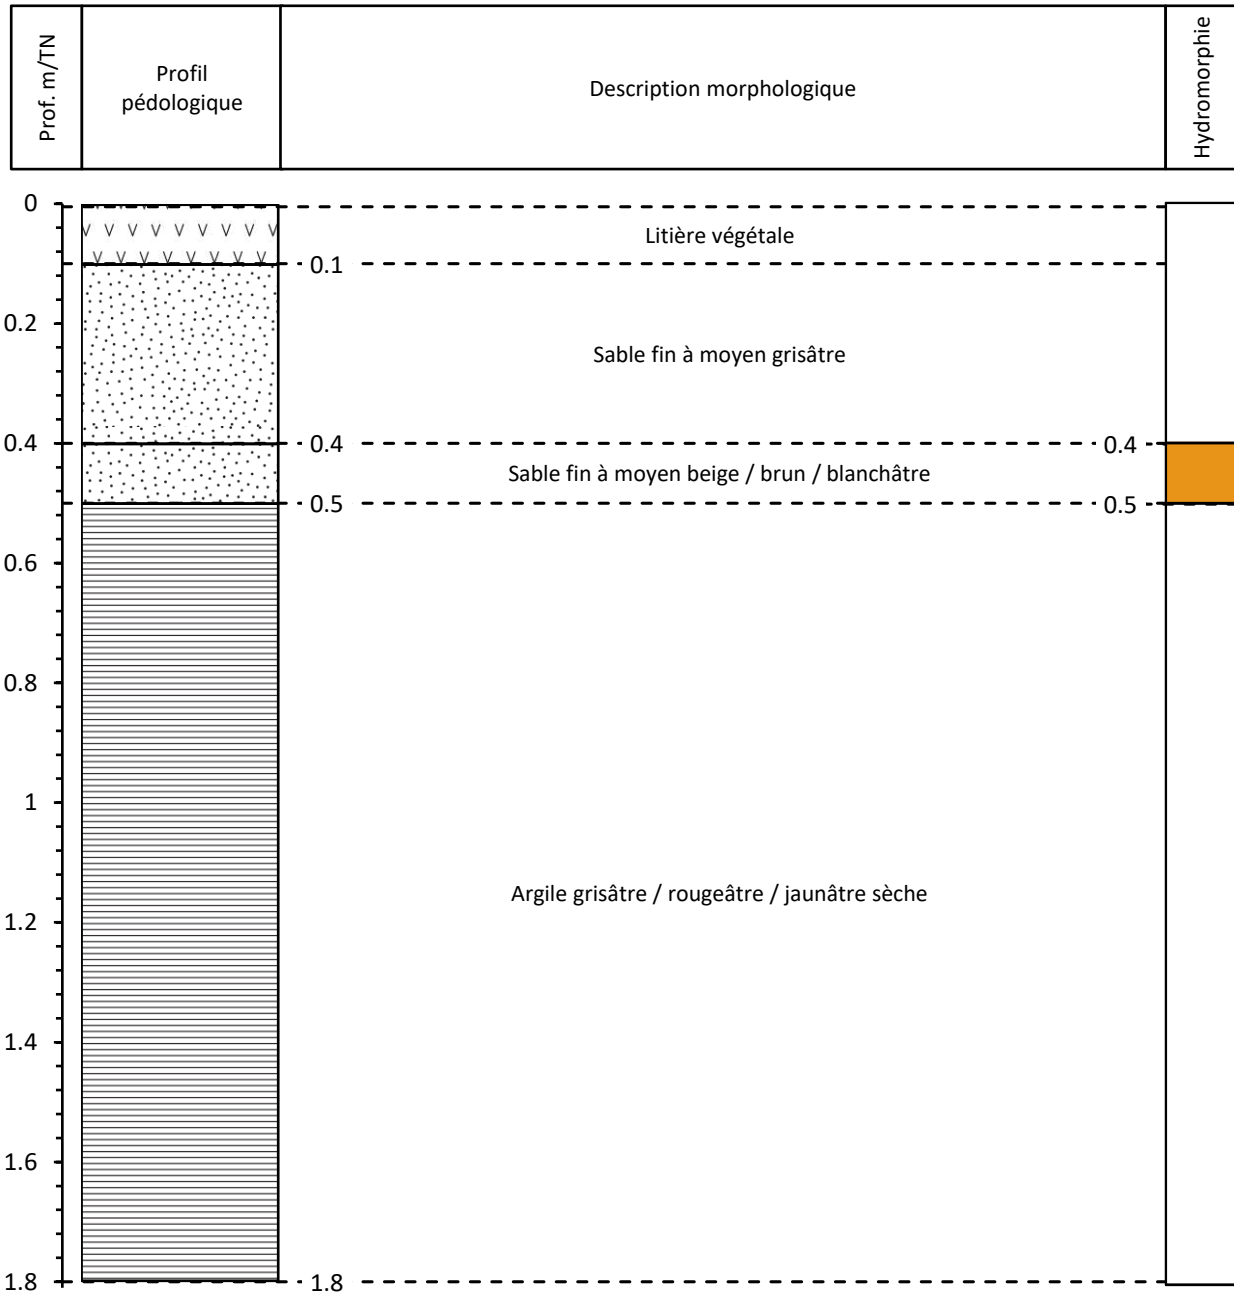 Prof. m/TN
Profil
pédologique
Description morphologique
Hydromorphie
0
Litière végétale
0.1
0.2
Sable fin à moyen grisâtre
0.4
0.4
0.4
Sable fin à moyen beige / brun / blanchâtre
0.5
0.5
0.6
0.8
1
Argile grisâtre / rougeâtre / jaunâtre sèche
1.2
1.4
1.6
1.8
1.8